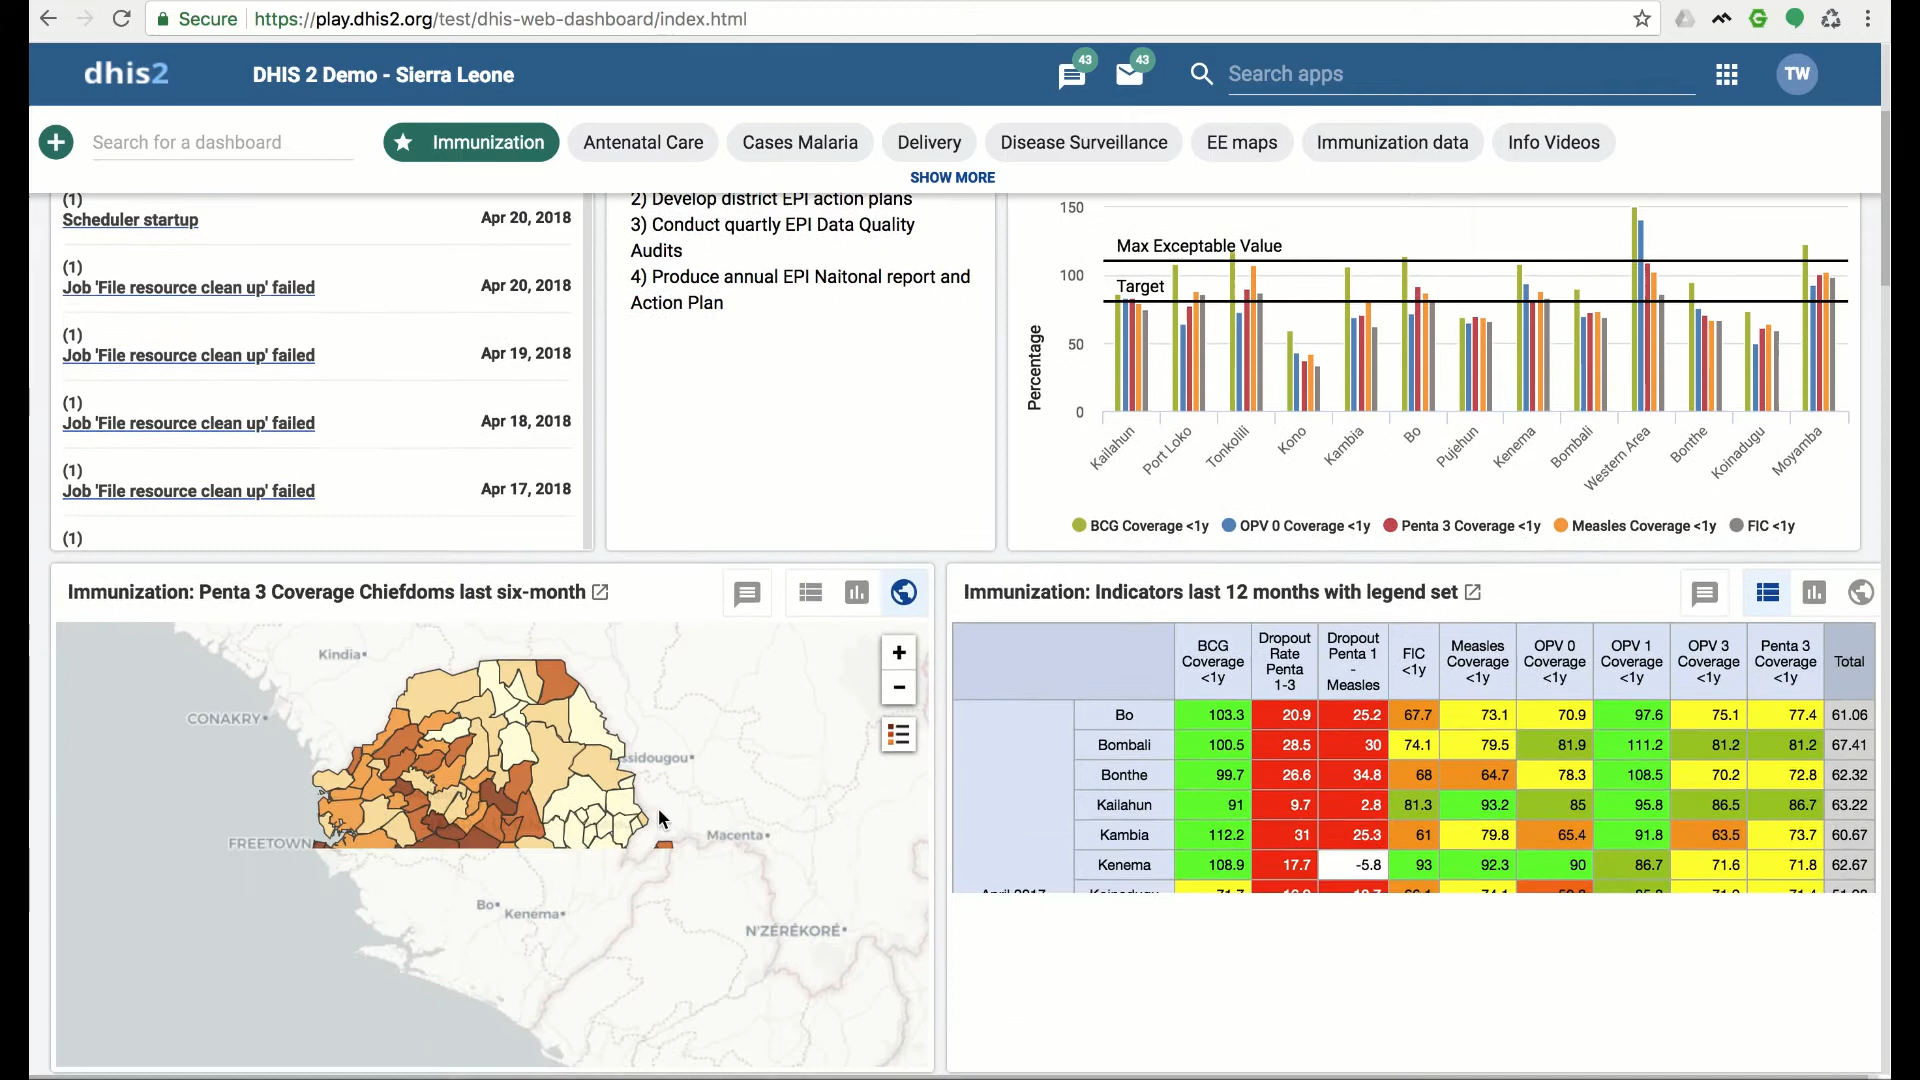 Secure https://play.dhis2.org/test/dhis-web-dashboard/index.html
dhis2 DHIS 2 Demo - Sierra Leone 43 43 Search apps TW
Search for a dashboard Immunization Antenatal Care Cases Malaria Delivery Disease Surveillance EE maps Immunization data Info Videos
SHOW MORE
(1)
Scheduler startup Apr 20, 2018
(1)
Job 'File resource clean up' failed Apr 20, 2018
(1)
Job 'File resource clean up' failed Apr 19, 2018
(1)
Job 'File resource clean up' failed Apr 18, 2018
(1)
Job 'File resource clean up' failed Apr 17, 2018
(1)
2) Develop district EPI action plans
3) Conduct quartly EPI Data Quality
Audits
4) Produce annual EPI Naitonal report and
Action Plan
150
Max Exceptable Value
100
Target
50
0
Percentage
Kailahun Port Loko Tonkolili Kono Kambia Bo Pujehun Kenema Bombali Western Area Bonthe Koinadugu Moyamba
BCG Coverage <1y OPV 0 Coverage <1y Penta 3 Coverage <1y Measles Coverage <1y FIC <1y
Immunization: Penta 3 Coverage Chiefdoms last six-month
+
-
Kindia
CONAKRY
ssidougou
FREETOWN
Macenta
Bo
Kenema
N'ZÉRÉKORÉ
Immunization: Indicators last 12 months with legend set
BCG Coverage <1y Dropout Rate Penta 1-3 Dropout Penta 1 - Measles FIC <1y Measles Coverage <1y OPV 0 Coverage <1y OPV 1 Coverage <1y OPV 3 Coverage <1y Penta 3 Coverage <1y Total
Bo 103.3 20.9 25.2 67.7 73.1 70.9 97.6 75.1 77.4 61.06
Bombali 100.5 28.5 30 74.1 79.5 81.9 111.2 81.2 81.2 67.41
Bonthe 99.7 26.6 34.8 68 64.7 78.3 108.5 70.2 72.8 62.32
Kailahun 91 9.7 2.8 81.3 93.2 85 95.8 86.5 86.7 63.22
Kambia 112.2 31 25.3 61 79.8 65.4 91.8 63.5 73.7 60.67
Kenema 108.9 17.7 -5.8 93 92.3 90 86.7 71.6 71.8 62.67